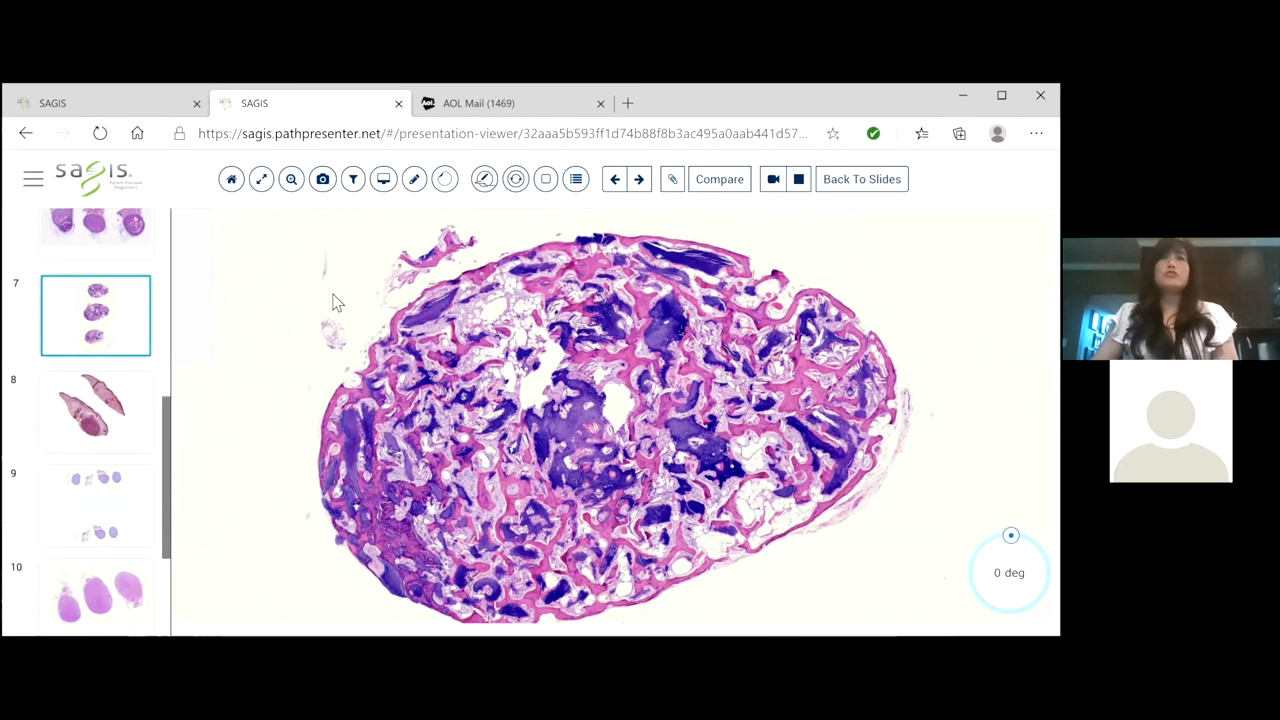 SAGIS
SAGIS
AOL Mail (1469)
https://sagis.pathpresenter.net/#/presentation-viewer/32aaa5b593ff1d74b88f8b3ac495a0aab441d57...
sagis
Compare
Back To Slides
7
8
9
10
0 deg